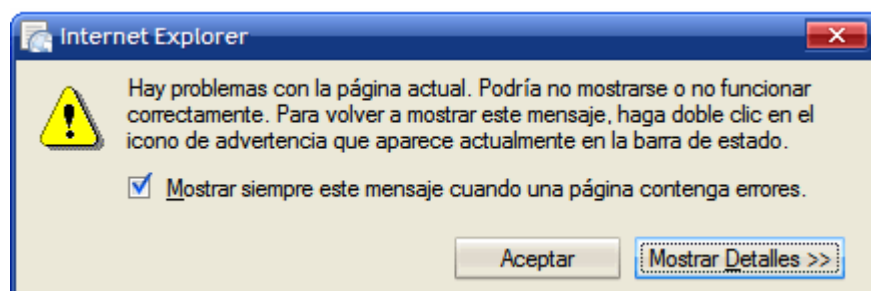 Internet Explorer
Hay problemas con la página actual. Podría no mostrarse o no funcionar
correctamente. Para volver a mostrar este mensaje, haga doble clic en el
icono de advertencia que aparece actualmente en la barra de estado.
Mostrar siempre este mensaje cuando una página contenga errores.
Aceptar
Mostrar Detalles >>